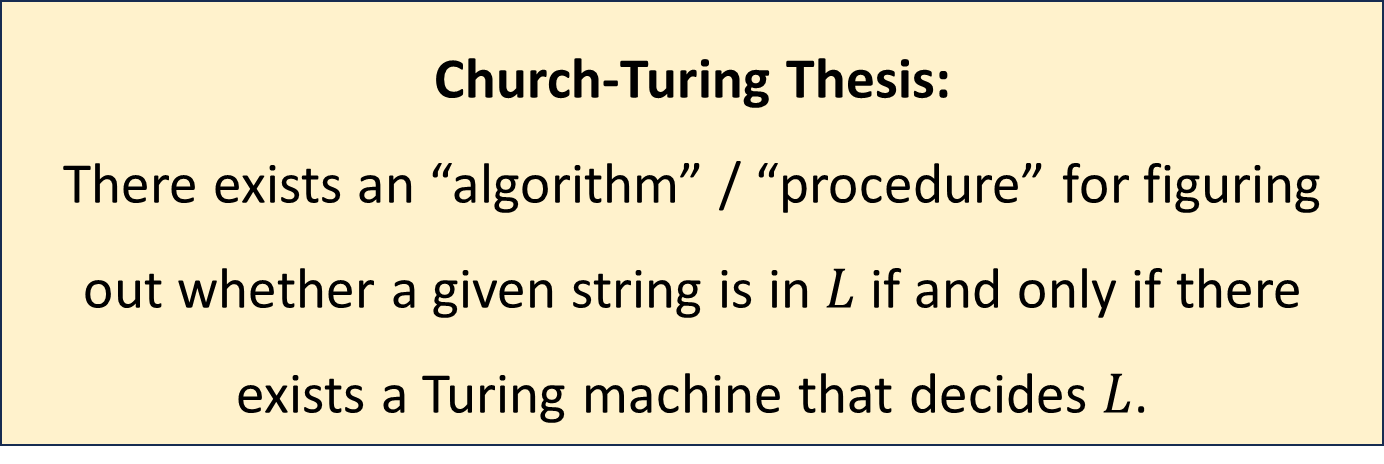 Church-Turing Thesis:
There exists an “algorithm” / “procedure” for figuring
out whether a given string is in 𝐿 if and only if there
exists a Turing machine that decides 𝐿.